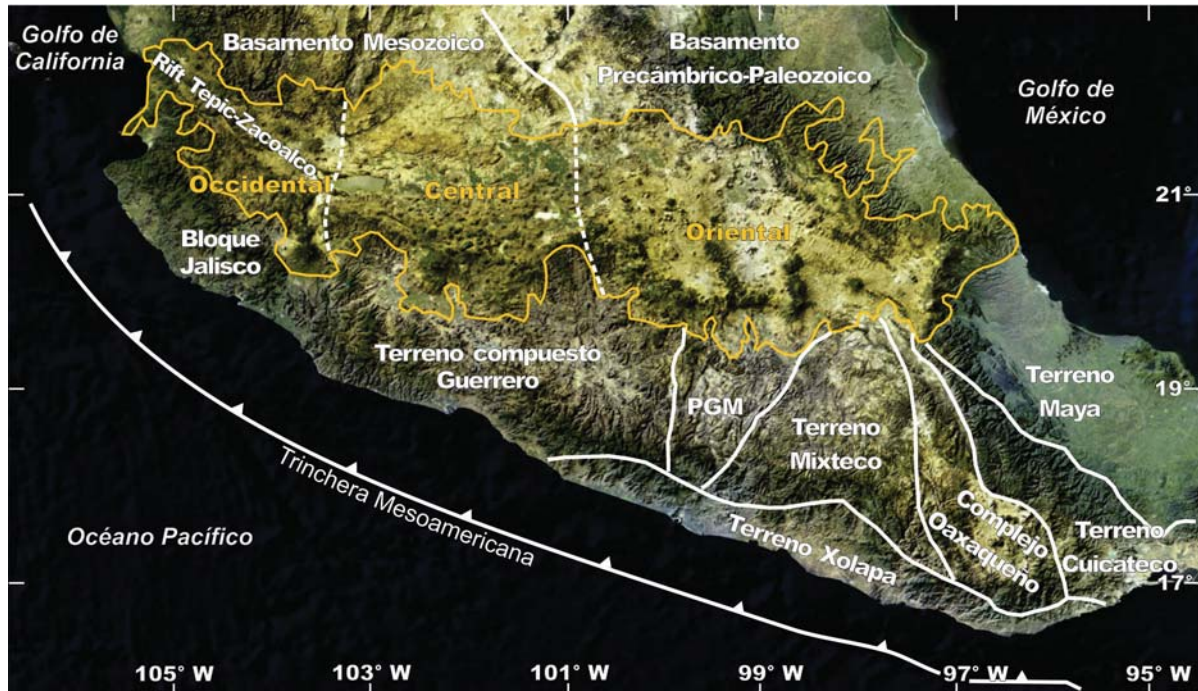 Golfo de
California
Basamento Mesozoico
Basamento
Precámbrico-Paleozoico
Golfo de
México
Rift Tepic-Zacoalco
Occidental
Central
Oriental
21°
Bloque
Jalisco
Terreno compuesto
Guerrero
PGM
Terreno
Mixteco
Terreno
Maya
19°
Trinchera Mesoamericana
Océano Pacífico
Terreno Xolapa
Complejo
Oaxaqueño
Terreno
Cuicateco
17°
105° W
103° W
101° W
99° W
97° W
95° W